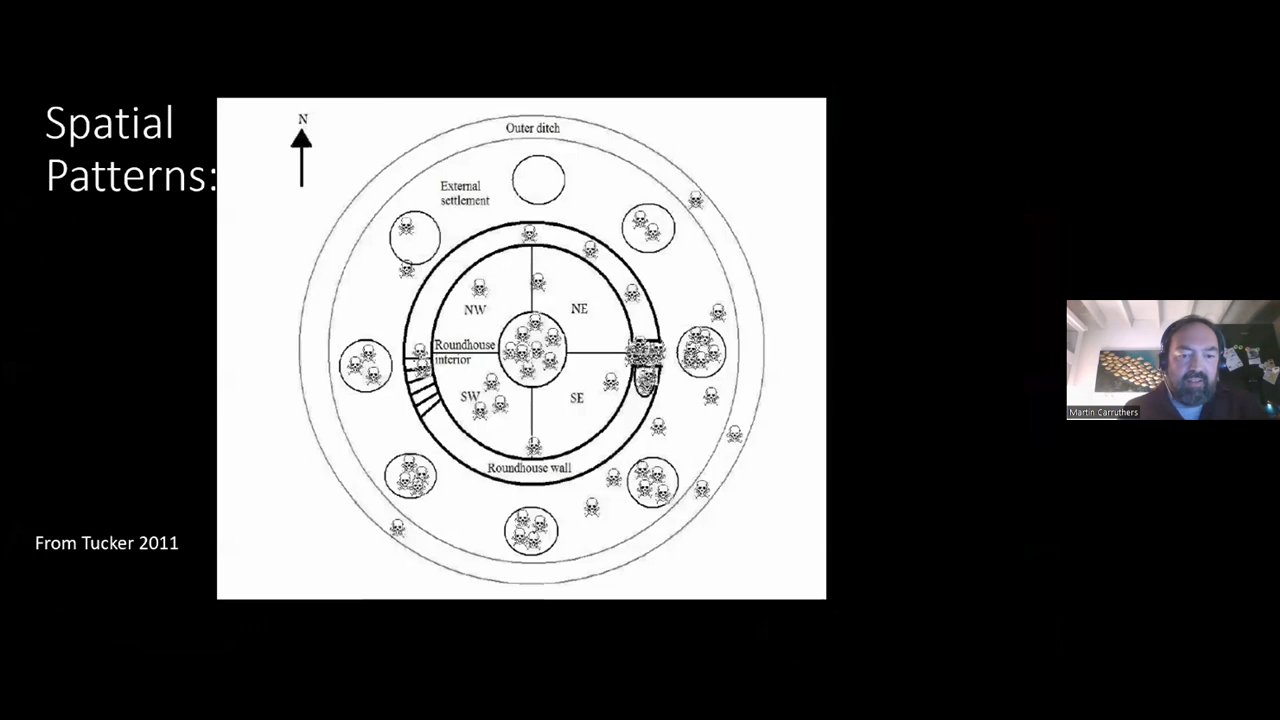 Spatial
Patterns:
N
Outer ditch
External
settlement
NW
NE
Roundhouse
interior
SW
SE
Roundhouse wall
From Tucker 2011
Martin Carruthers